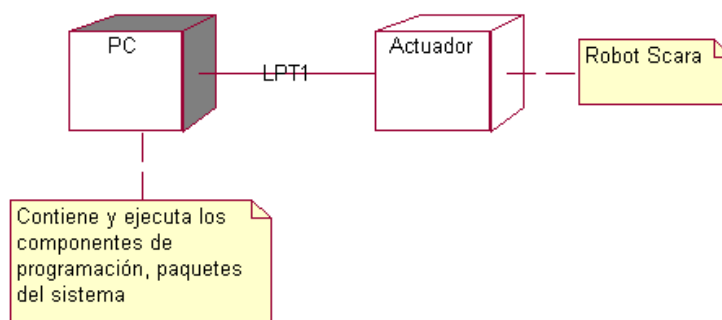 PC
LPT1
Actuador
Robot Scara
Contiene y ejecuta los
componentes de
programación, paquetes
del sistema